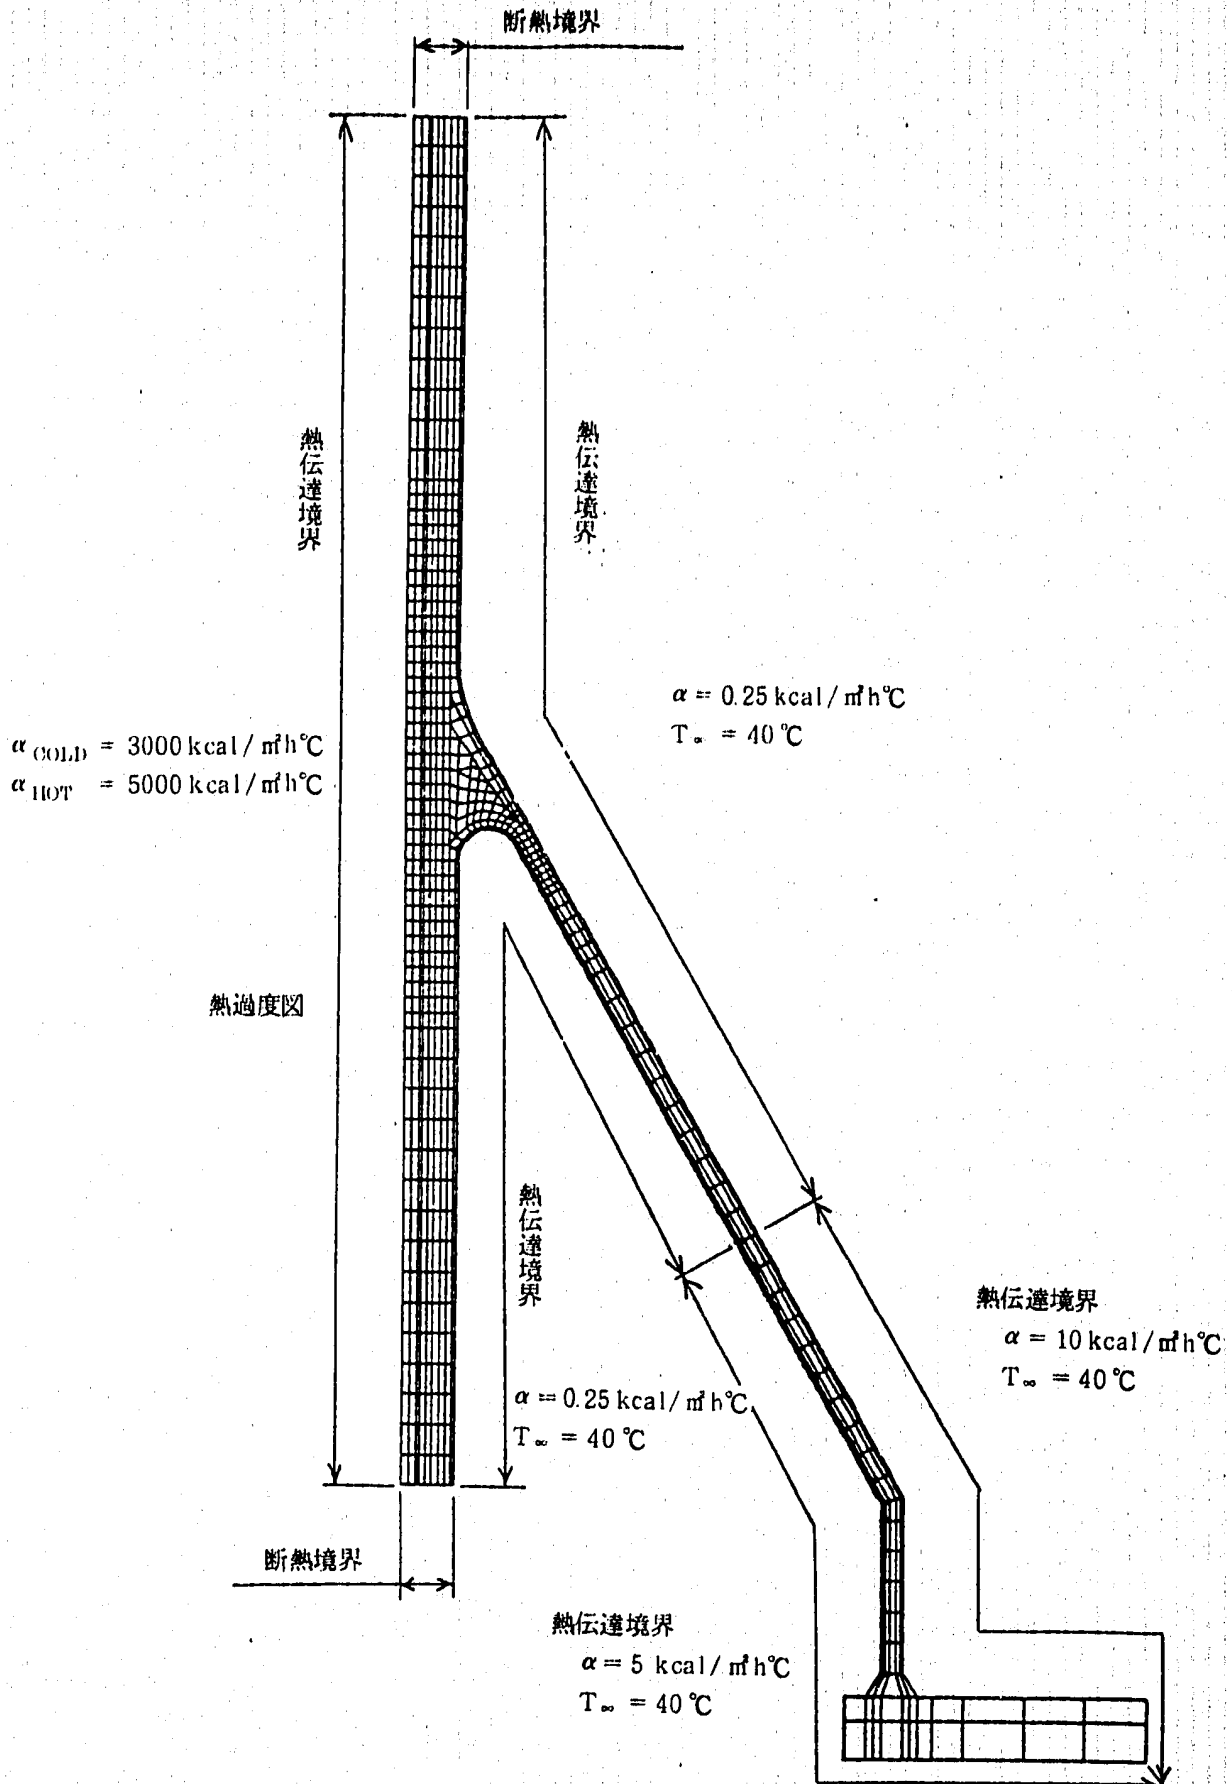 断熱境界
熱伝達境界
熱伝達境界
α = 0.25 kcal/㎡h℃
T∞ = 40℃
α COLD = 3000 kcal/㎡h℃
α HOT = 5000 kcal/㎡h℃
熱過度図
熱伝達境界
熱伝達境界
α = 10 kcal/㎡h℃
T∞ = 40℃
α = 0.25 kcal/㎡h℃
T∞ = 40℃
断熱境界
熱伝達境界
α = 5 kcal/㎡h℃
T∞ = 40℃